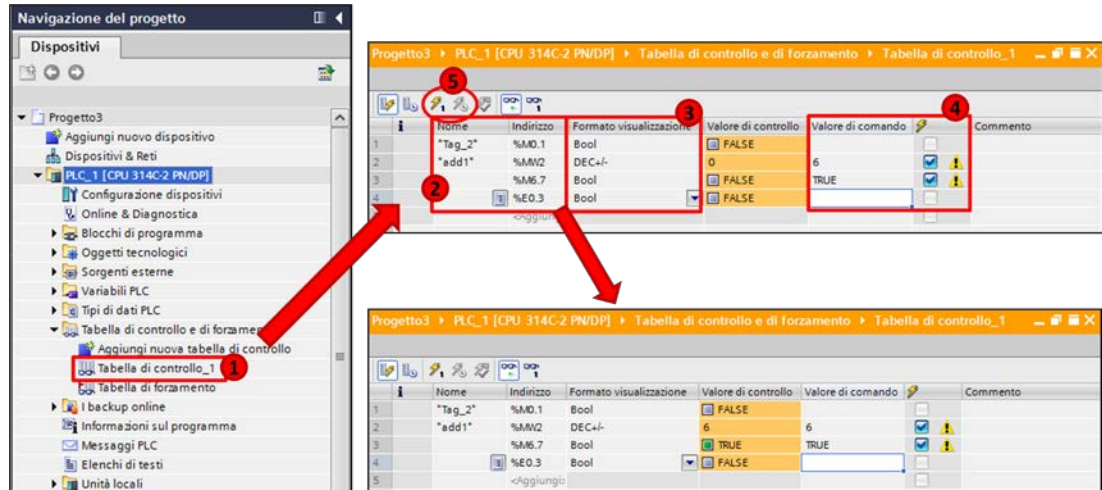 Navigazione del progetto
Dispositivi
Progetto3
Aggiungi nuovo dispositivo
Dispositivi & Reti
PLC_1 [CPU 314C-2 PN/DP]
Configurazione dispositivi
Online & Diagnostica
Blocchi di programma
Oggetti tecnologici
Sorgenti esterne
Variabili PLC
Tipi di dati PLC
Tabella di controllo e di forzamen
Aggiungi nuova tabella di controllo
Tabella di controllo_1
1
Tabella di forzamento
I backup online
Informazioni sul programma
Messaggi PLC
Elenchi di testi
Unità locali
Progetto3 PLC_1 [CPU 314C-2 PN/DP] Tabella di controllo e di forzamento Tabella di controllo_1
5
3
4
i Nome Indirizzo Formato visualizzazione Valore di controllo Valore di comando Commento
1 "Tag_2" %M0.1 Bool FALSE
2 "add1" %MW2 DEC+/- 0 6
3 %M6.7 Bool FALSE TRUE
2
4 %E0.3 Bool FALSE
<Aggiun
Progetto3 PLC_1 [CPU 314C-2 PN/DP] Tabella di controllo e di forzamento Tabella di controllo_1
i Nome Indirizzo Formato visualizzazione Valore di controllo Valore di comando Commento
1 "Tag_2" %M0.1 Bool FALSE
2 "add1" %MW2 DEC+/- 6 6
3 %M6.7 Bool TRUE TRUE
4 %E0.3 Bool FALSE
5 <Aggiungi>